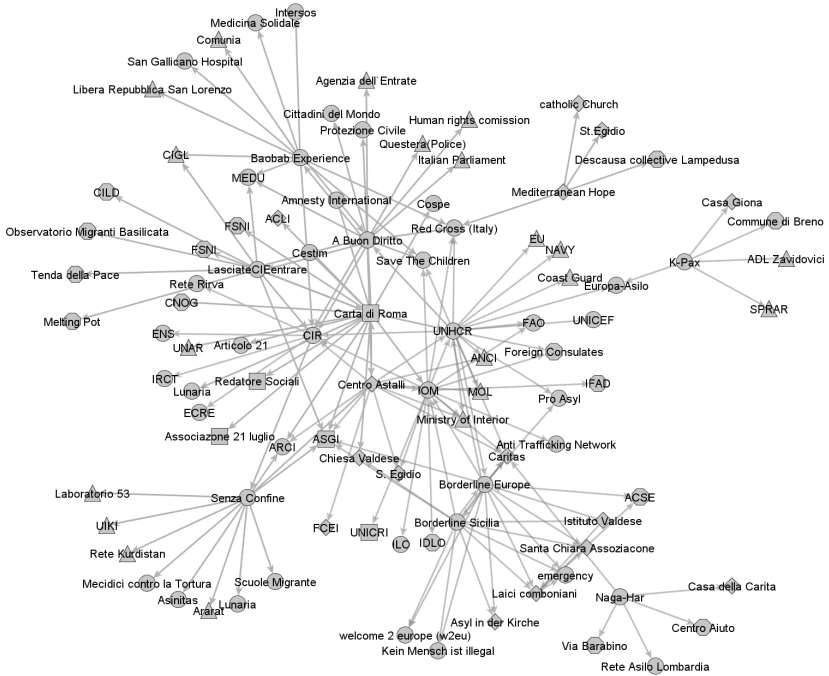 Intersos
Medicina Solidale
Comunia
San Gallicano Hospital
Agenzia dell`Entrate
Libera Repubblica San Lorenzo
catholic Church
Cittadini del Mondo
Human rights comission
Protezione Civile
St.Egidio
Questera(Police)
CIGL
Baobab Experience
Italian Parliament
Descausa collective Lampedusa
MEDU
CILD
Amnesty International
Mediterranean Hope
Cospe
Casa Giona
ACLI
FSNI
Red Cross (Italy)
Commune di Breno
Observatorio Migranti Basilicata
A Buon Diritto
EU
FSNI
Cestim
NAVY
Save The Children
K-Pax
ADL Zavidovici
Tenda della Pace
LasciateCIEentrare
Rete Rirva
Coast Guard
Europa-Asilo
CNOG
SPRAR
Melting Pot
Carta di Roma
ENS
CIR
UNHCR
FAO
UNICEF
UNAR
Articolo 21
ANCI
Foreign Consulates
IRCT
Redatore Sociali
Centro Astalli
IOM
MOL
IFAD
Lunaria
Pro Asyl
ECRE
Ministry of Interior
Associazone 21 luglio
ARCI
ASGI
Anti Trafficking Network
Chiesa Valdese
Caritas
S. Egidio
Borderline Europe
Laboratorio 53
Senza Confine
ACSE
UIKI
FCEI
UNICRI
ILO
IDLO
Borderline Sicilia
Istituto Valdese
Rete Kurdistan
Santa Chiara Assoziacone
Mecidici contro la Tortura
Scuole Migrante
emergency
Laici comboniani
Naga-Har
Casa della Carita
Asinitas
Ararat
Lunaria
Asyl in der Kirche
Centro Aiuto
welcome 2 europe (w2eu)
Via Barabino
Kein Mensch ist illegal
Rete Asilo Lombardia